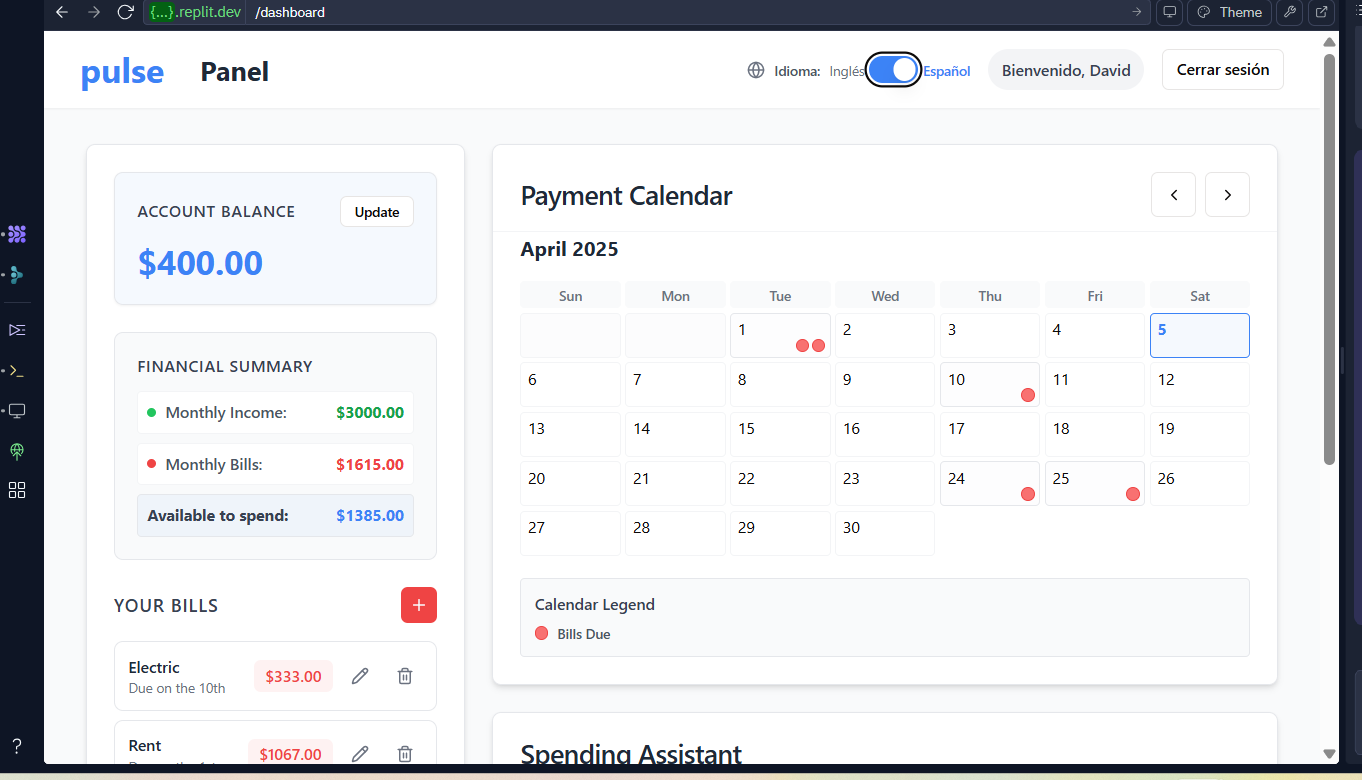 {...}.replit.dev /dashboard
Theme
pulse Panel
Idioma: Inglés Español
Bienvenido, David
Cerrar sesión
ACCOUNT BALANCE
Update
$400.00
FINANCIAL SUMMARY
Monthly Income: $3000.00
Monthly Bills: $1615.00
Available to spend: $1385.00
YOUR BILLS
+
Electric
Due on the 10th
$333.00
Rent
$1067.00
Payment Calendar
April 2025
Sun Mon Tue Wed Thu Fri Sat
1 2 3 4 5
6 7 8 9 10 11 12
13 14 15 16 17 18 19
20 21 22 23 24 25 26
27 28 29 30
Calendar Legend
Bills Due
Spending Assistant
?